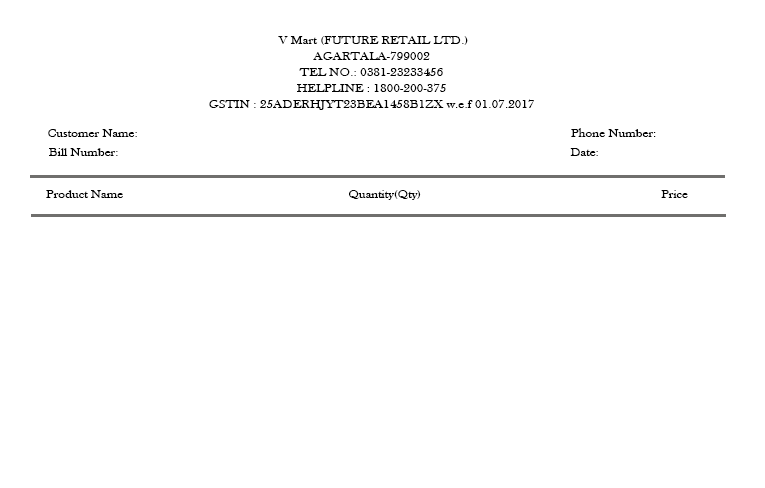 V Mart (FUTURE RETAIL LTD.)
AGARTALA-799002
TEL NO.: 0381-23233456
HELPLINE : 1800-200-375
GSTIN : 25ADERHJYT23BEA1458B1ZX w.e.f 01.07.2017
Customer Name: Phone Number:
Bill Number: Date:
Product Name Quantity(Qty) Price